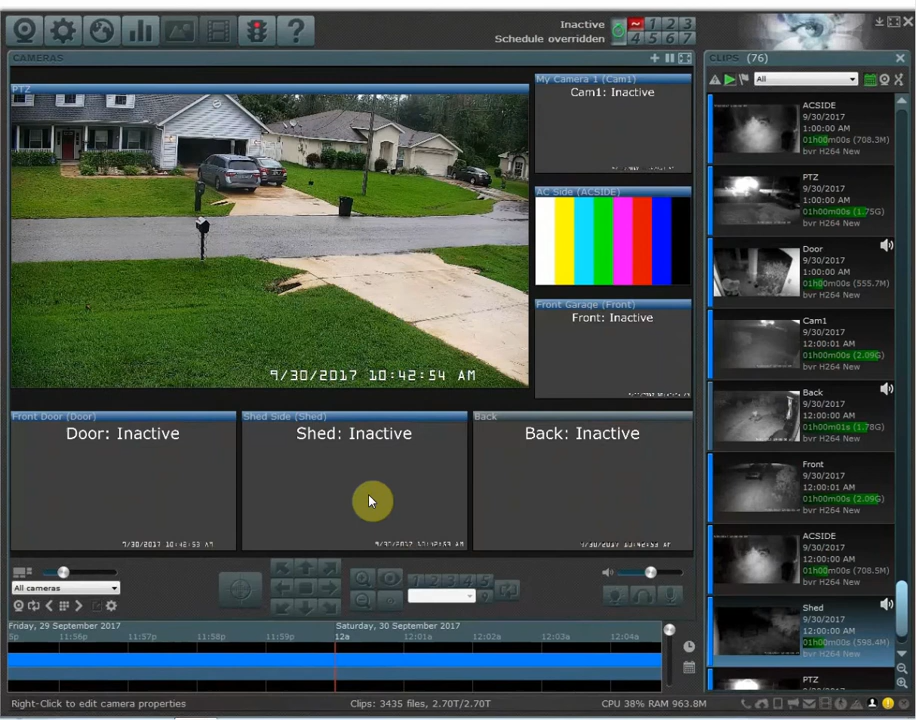 Inactive
Schedule overridden
1 2 3
4 5 6 7
CAMERAS
CLIPS (76)
PTZ
My Camera 1 (Cam1)
Cam1: Inactive
All
AC Side (ACSIDE)
Front Garage (Front)
Front: Inactive
9/30/2017 10:42:54 AM
Front Door (Door)
Shed Side (Shed)
Back
Door: Inactive
Shed: Inactive
Back: Inactive
ACSIDE
9/30/2017
1:00:00 AM
01h00m00s (708.3M)
bvr H264 New
PTZ
9/30/2017
1:00:00 AM
01h00m00s (1.75G)
bvr H264 New
Door
9/30/2017
1:00:00 AM
01h00m00s (555.7M)
bvr H264 New
Cam1
9/30/2017
12:00:01 AM
01h00m00s (2.09G)
bvr H264 New
Back
9/30/2017
12:00:00 AM
01h00m01s (1.78G)
bvr H264 New
Front
9/30/2017
12:00:00 AM
01h00m00s (2.09G)
bvr H264 New
ACSIDE
9/30/2017
12:00:00 AM
01h00m00s (708.5M)
bvr H264 New
Shed
9/30/2017
12:00:00 AM
01h00m00s (598.4M)
bvr H264 New
PTZ
All cameras
1 2 3 4 5
Friday, 29 September 2017
Saturday, 30 September 2017
5p 11:56p 11:57p 11:58p 11:59p 12a 12:01a 12:02a 12:03a 12:04a
Right-Click to edit camera properties
Clips: 3435 files, 2.70T/2.70T
CPU 38% RAM 963.8M